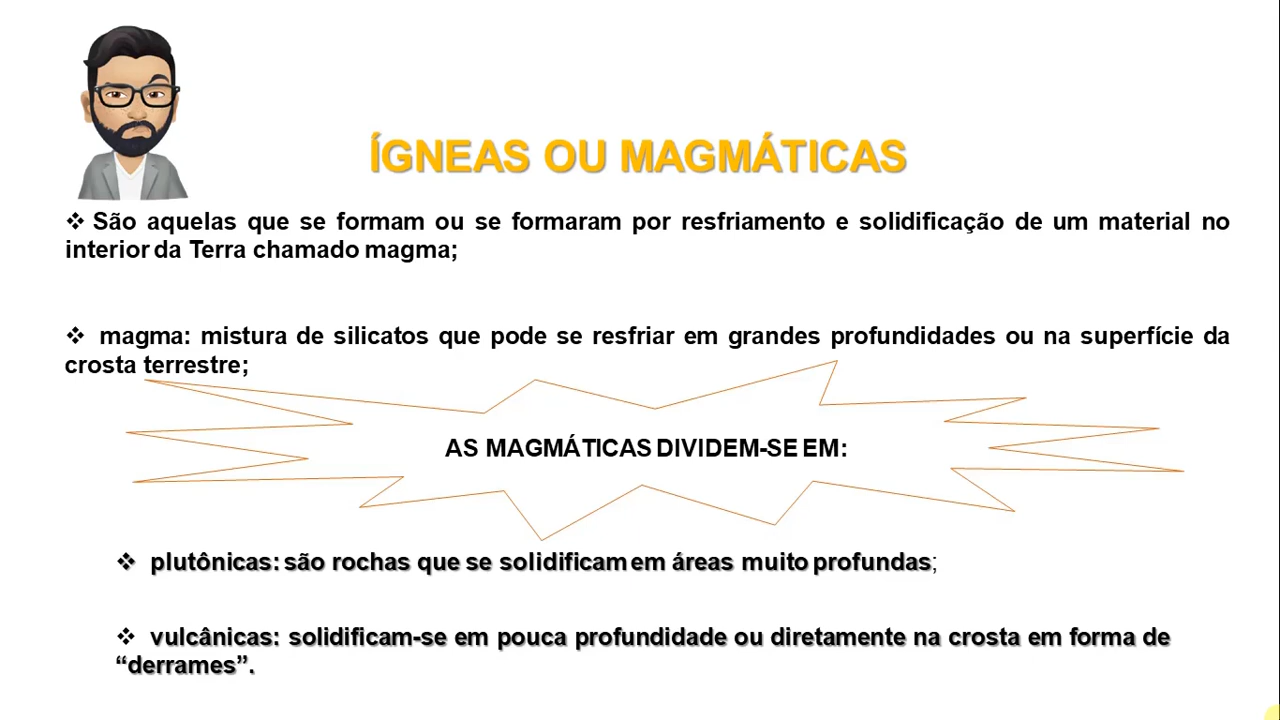 ÍGNEAS OU MAGMÁTICAS
❖ São aquelas que se formam ou se formaram por resfriamento e solidificação de um material no
interior da Terra chamado magma;
❖ magma: mistura de silicatos que pode se resfriar em grandes profundidades ou na superfície da
crosta terrestre;
AS MAGMÁTICAS DIVIDEM-SE EM:
❖ plutônicas: são rochas que se solidificam em áreas muito profundas;
❖ vulcânicas: solidificam-se em pouca profundidade ou diretamente na crosta em forma de
“derrames”.